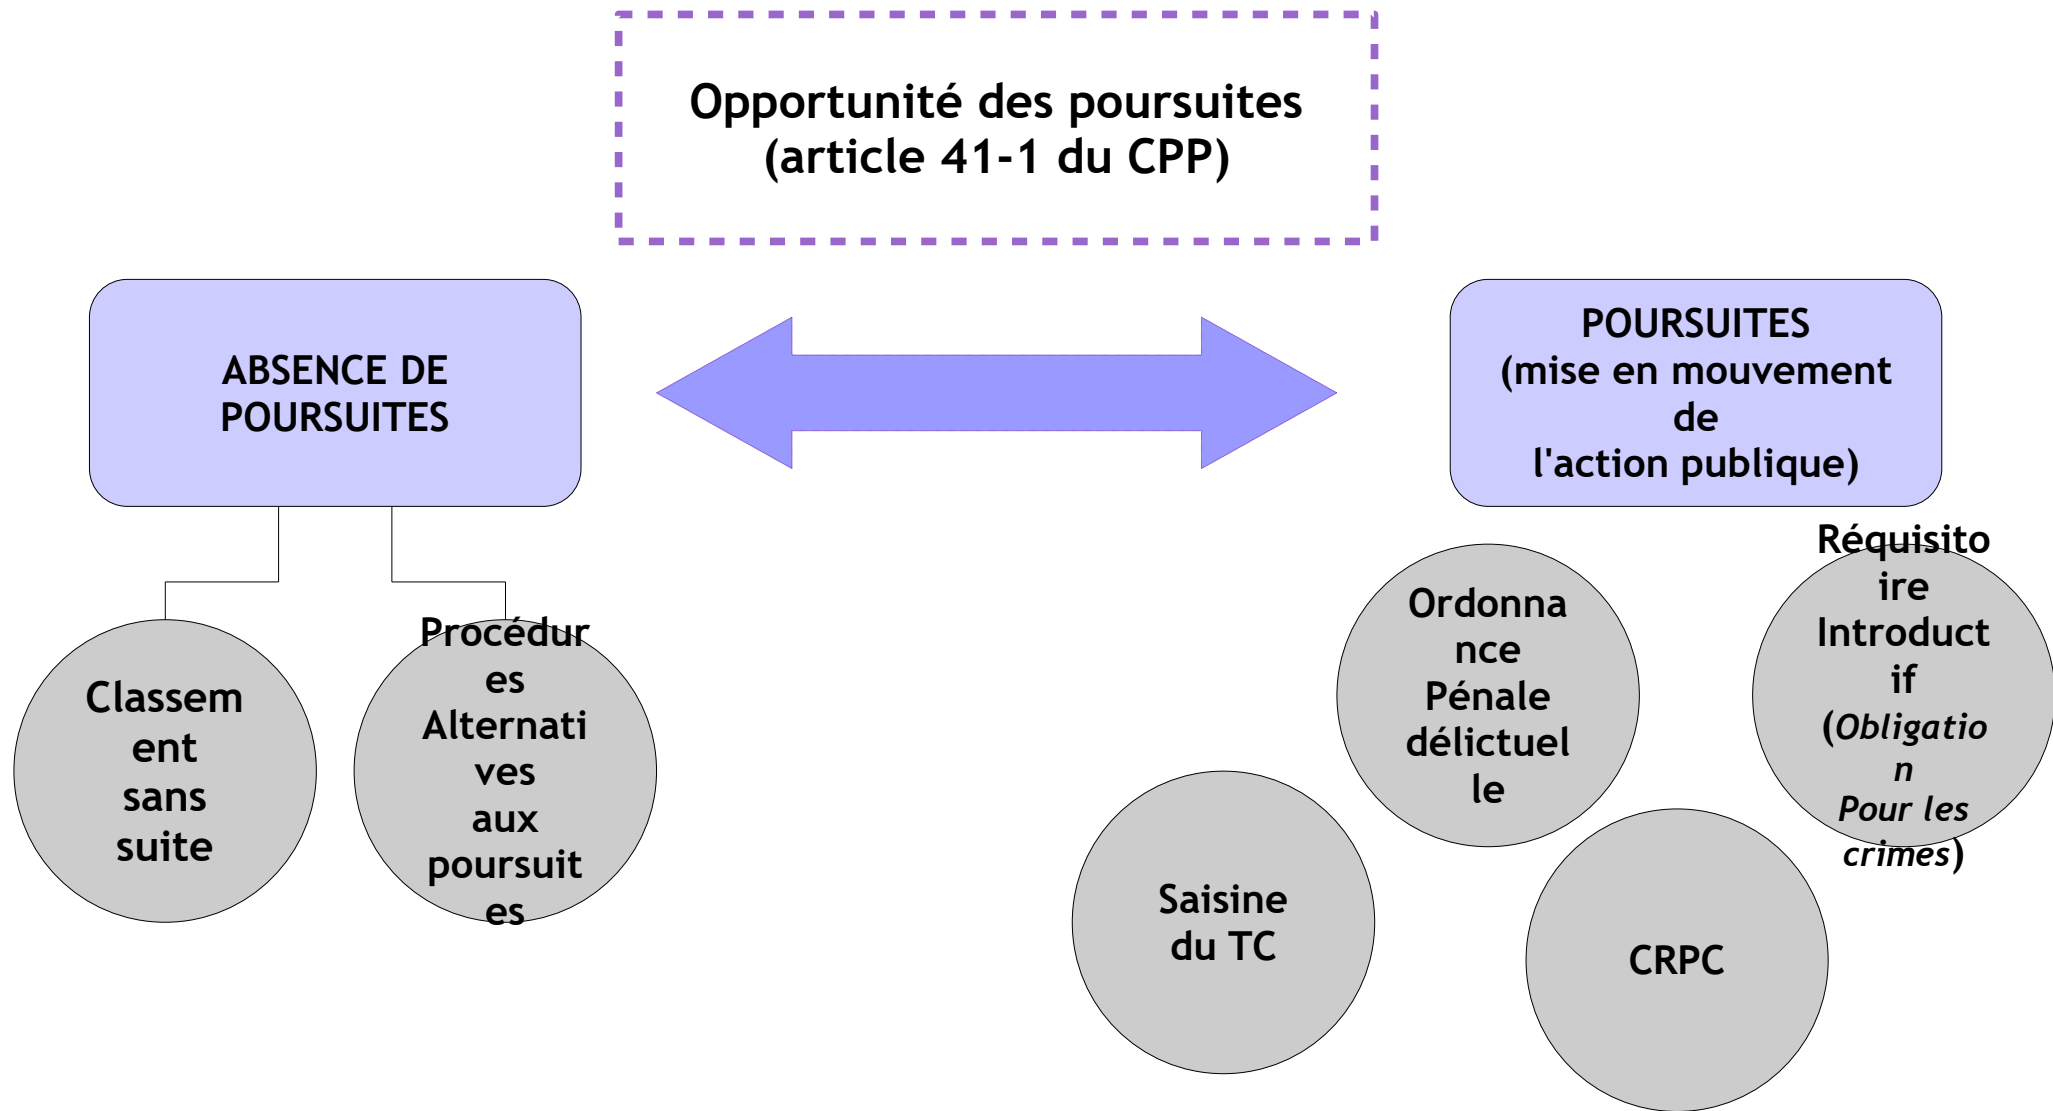 Opportunité des poursuites
(article 41-1 du CPP)
ABSENCE DE
POURSUITES
POURSUITES
(mise en mouvement
de
l'action publique)
Classem
ent
sans
suite
Procédur
es
Alternati
ves
aux
poursuit
es
Saisine
du TC
Ordonna
nce
Pénale
délictuel
le
CRPC
Réquisito
ire
Introduct
if
(Obligatio
n
Pour les
crimes)